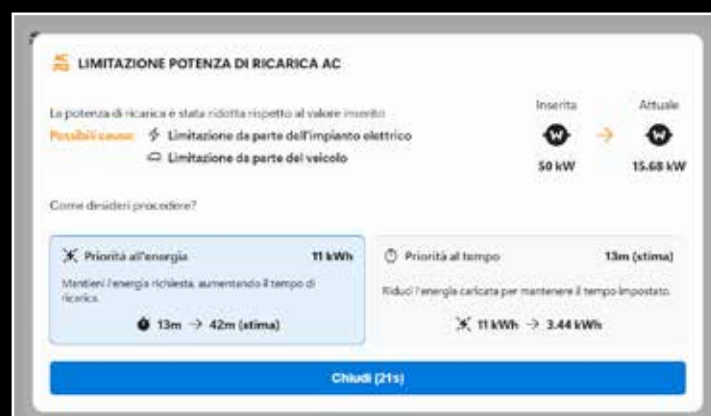 LIMITAZIONE POTENZA DI RICARICA AC
La potenza di ricarica è stata ridotta rispetto al valore inserito
Possibili cause: Limitazione da parte dell'impianto elettrico
Limitazione da parte del veicolo
Inserita
Attuale
50 kW
15.68 kW
Come desideri procedere?
Priorità all'energia 11 kWh
Mantieni l'energia richiesta, aumentando il tempo di
ricarica.
13m → 42m (stima)
Priorità al tempo 13m (stima)
Riduci l'energia caricata per mantenere il tempo impostato.
11 kWh → 3.44 kWh
Chiudi (21s)